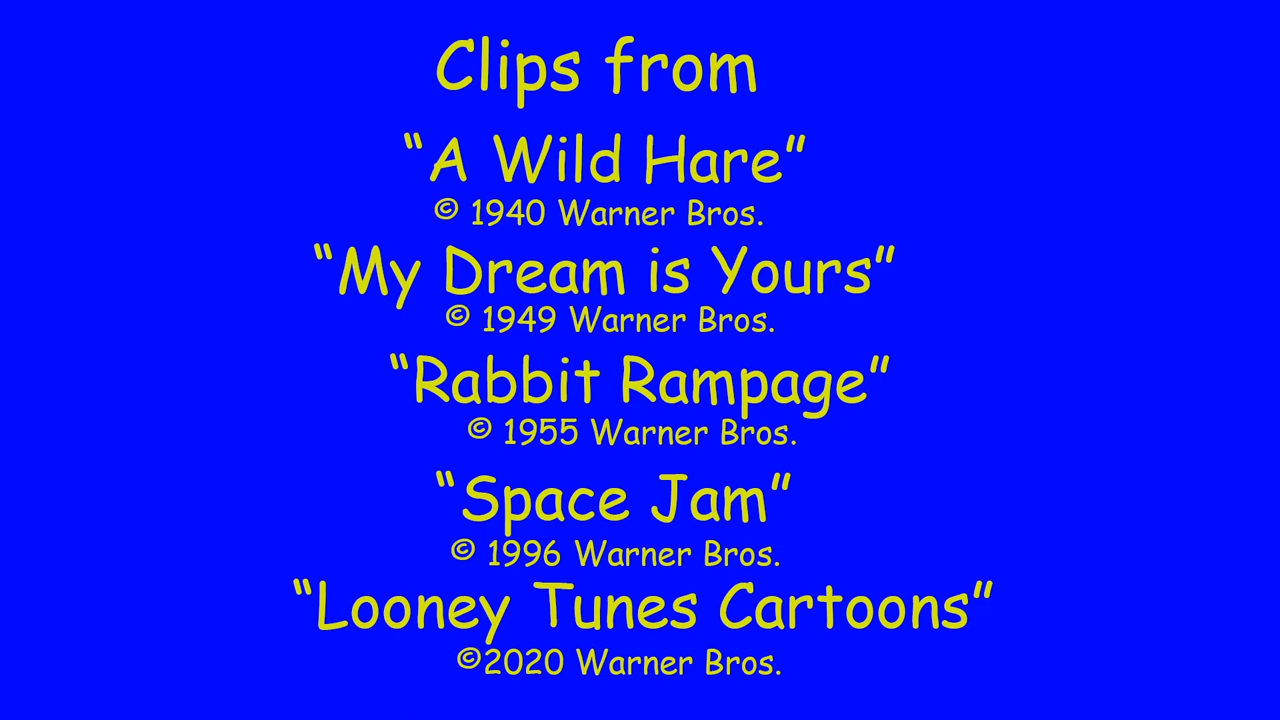 Clips from
“A Wild Hare”
© 1940 Warner Bros.
“My Dream is Yours”
© 1949 Warner Bros.
“Rabbit Rampage”
© 1955 Warner Bros.
“Space Jam”
© 1996 Warner Bros.
“Looney Tunes Cartoons”
©2020 Warner Bros.